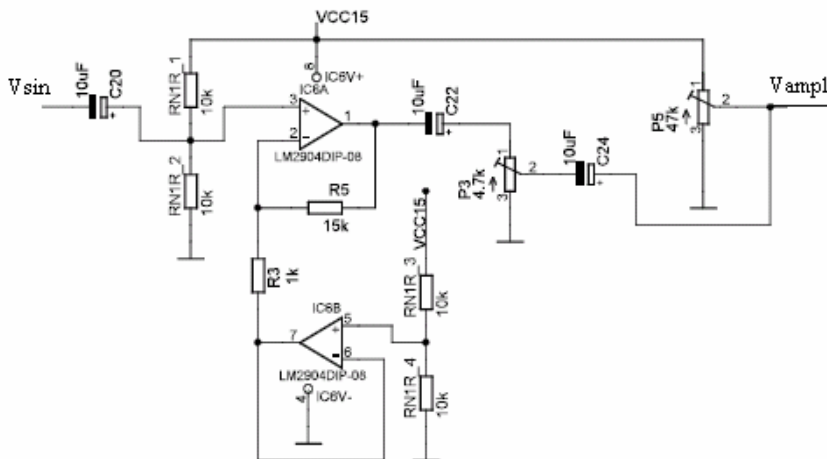 VCC15
Vsin
10uF
C20
RN1R_1
10k
8
IC6V+
IC6A
3
+
2
-
1
LM2904DIP-08
10uF
C22
1
2
3
P3
4.7k
10uF
C24
+
1
2
3
P5
47k
Vampl
RN1R_2
10k
R5
15k
VCC15
R3
1k
RN1R_3
10k
IC6B
7
5
+
6
-
LM2904DIP-08
4
IC6V-
RN1R_4
10k